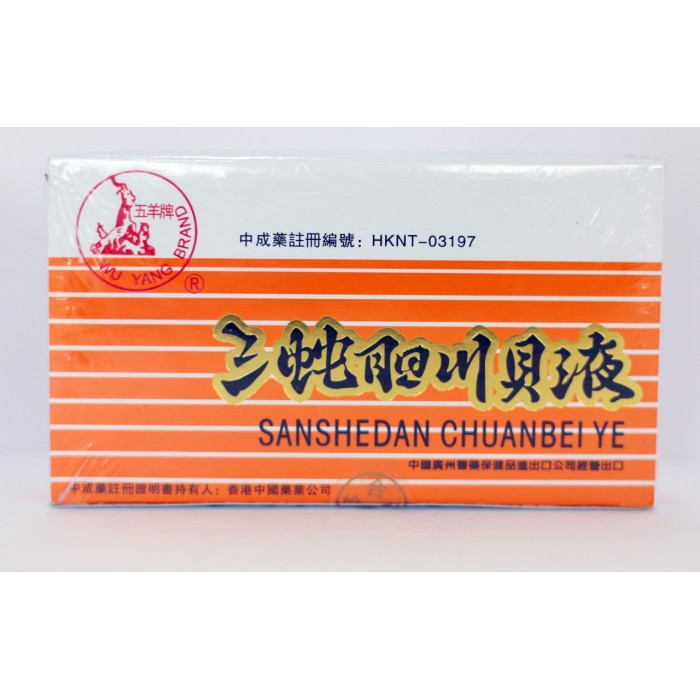 五羊牌
WU YANG BRAND
®
中成藥註冊編號：HKNT-03197
三蛇胆川贝液
SANSHEDAN CHUANBEI YE
中國廣州醫藥保健品進出口公司經營出口
中成藥註冊證明書持有人：香港中國藥業公司